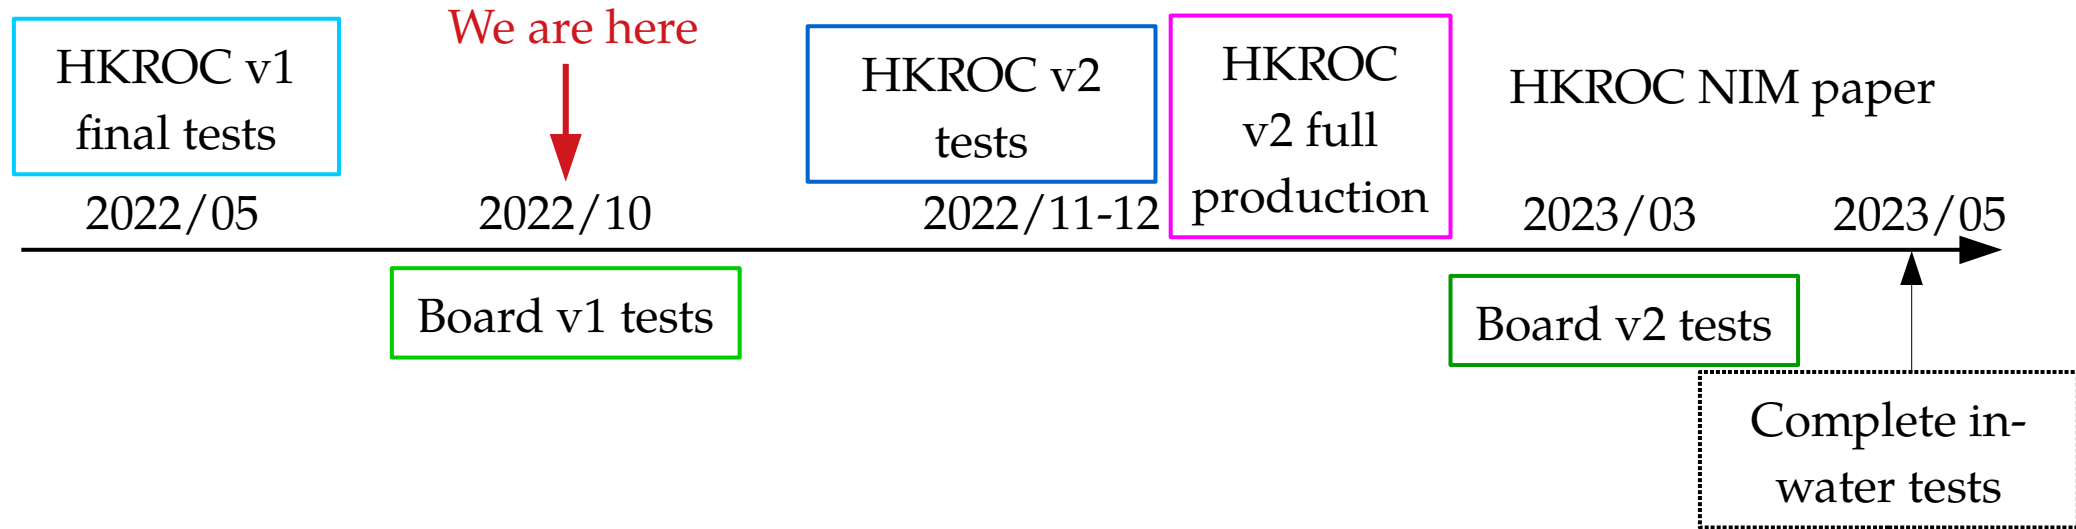 HKROC v1
final tests
We are here
HKROC v2
tests
HKROC
v2 full
production
HKROC NIM paper
2022/05
2022/10
2022/11-12
2023/03
2023/05
Board v1 tests
Board v2 tests
Complete in-
water tests